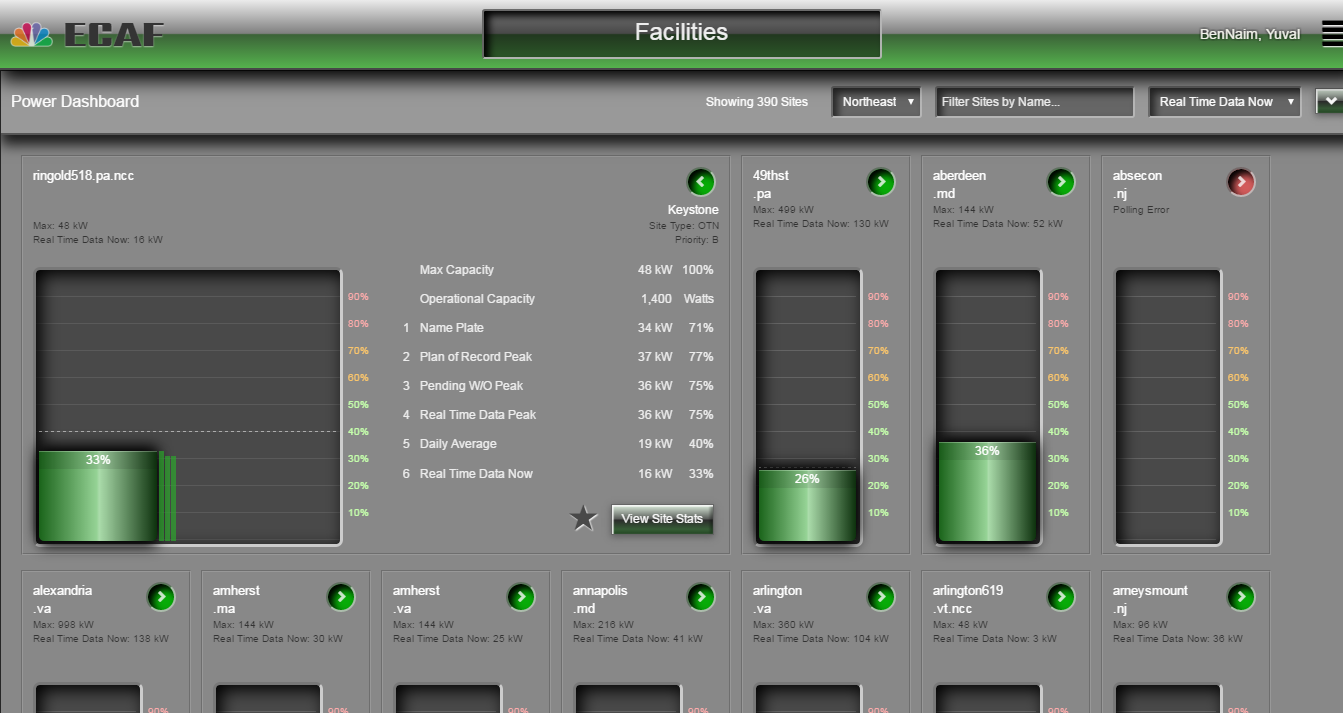 ECAF
Facilities
BenNaim, Yuval
Power Dashboard
Showing 390 Sites
Northeast
Filter Sites by Name...
Real Time Data Now
ringold518.pa.ncc
Keystone
Site Type: OTN
Priority: B
Max: 48 kW
Real Time Data Now: 16 kW
90%
80%
70%
60%
50%
40%
30%
20%
10%
33%
Max Capacity 48 kW 100%
Operational Capacity 1,400 Watts
1 Name Plate 34 kW 71%
2 Plan of Record Peak 37 kW 77%
3 Pending W/O Peak 36 kW 75%
4 Real Time Data Peak 36 kW 75%
5 Daily Average 19 kW 40%
6 Real Time Data Now 16 kW 33%
View Site Stats
49thst
.pa
Max: 499 kW
Real Time Data Now: 130 kW
90%
80%
70%
60%
50%
40%
30%
20%
10%
26%
aberdeen
.md
Max: 144 kW
Real Time Data Now: 52 kW
90%
80%
70%
60%
50%
40%
30%
20%
10%
36%
absecon
.nj
Polling Error
90%
80%
70%
60%
50%
40%
30%
20%
10%
alexandria
.va
Max: 998 kW
Real Time Data Now: 138 kW
90%
amherst
.ma
Max: 144 kW
Real Time Data Now: 30 kW
90%
amherst
.va
Max: 144 kW
Real Time Data Now: 25 kW
90%
annapolis
.md
Max: 216 kW
Real Time Data Now: 41 kW
90%
arlington
.va
Max: 360 kW
Real Time Data Now: 104 kW
90%
arlington619
.vt.ncc
Max: 48 kW
Real Time Data Now: 3 kW
90%
arneysmount
.nj
Max: 96 kW
Real Time Data Now: 36 kW
90%